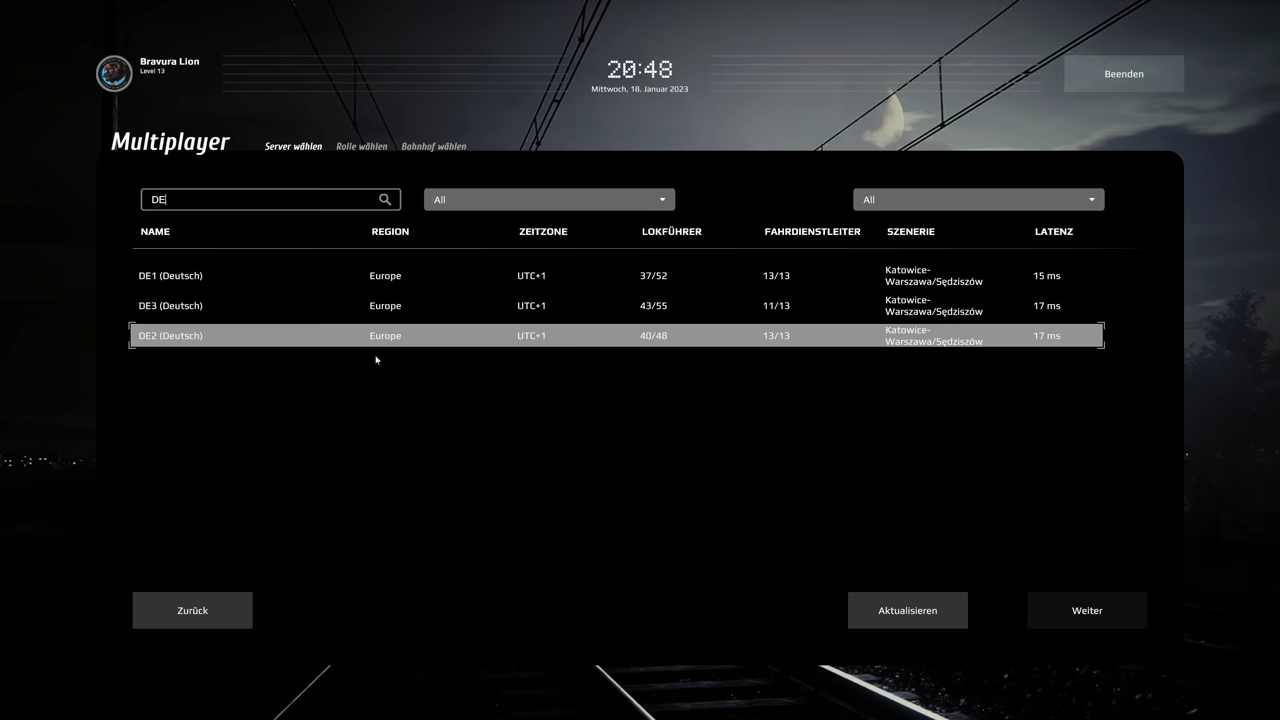 Bravura Lion
Level 13
20:48
Mittwoch, 18. Januar 2023
Beenden
Multiplayer
Server wählen Rolle wählen Bahnhof wählen
DE
All
All
NAME REGION ZEITZONE LOKFÜHRER FAHRDIENSTLEITER SZENERIE LATENZ
DE1 (Deutsch) Europe UTC+1 37/52 13/13 Katowice-
Warszawa/Sędziszów 15 ms
DE3 (Deutsch) Europe UTC+1 43/55 11/13 Katowice-
Warszawa/Sędziszów 17 ms
DE2 (Deutsch) Europe UTC+1 40/48 13/13 Katowice-
Warszawa/Sędziszów 17 ms
Zurück
Aktualisieren
Weiter